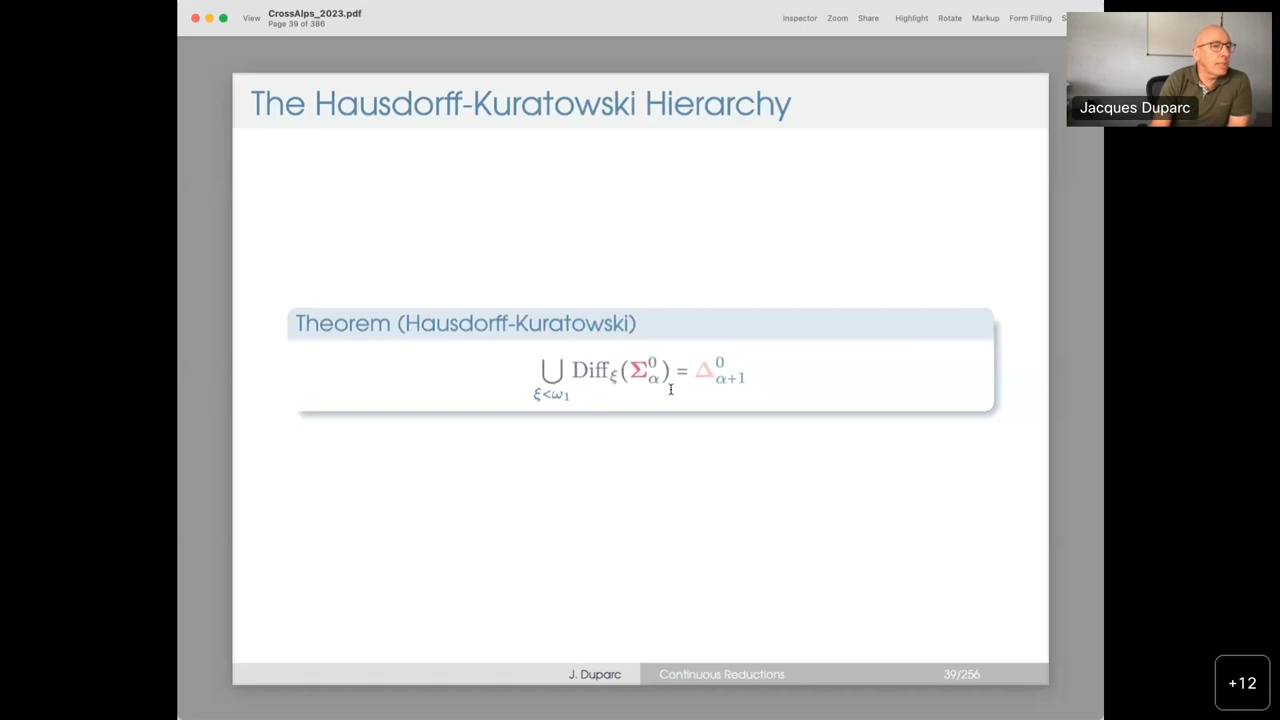 View CrossAlps_2023.pdf
Page 39 of 386
Inspector Zoom Share Highlight Rotate Markup Form Filling S
Jacques Duparc
The Hausdorff-Kuratowski Hierarchy
Theorem (Hausdorff-Kuratowski)
⋃_{ξ<ω₁} Diff_ξ(Σ⁰_α) = Δ⁰_{α+1}
J. Duparc Continuous Reductions 39/256
+12